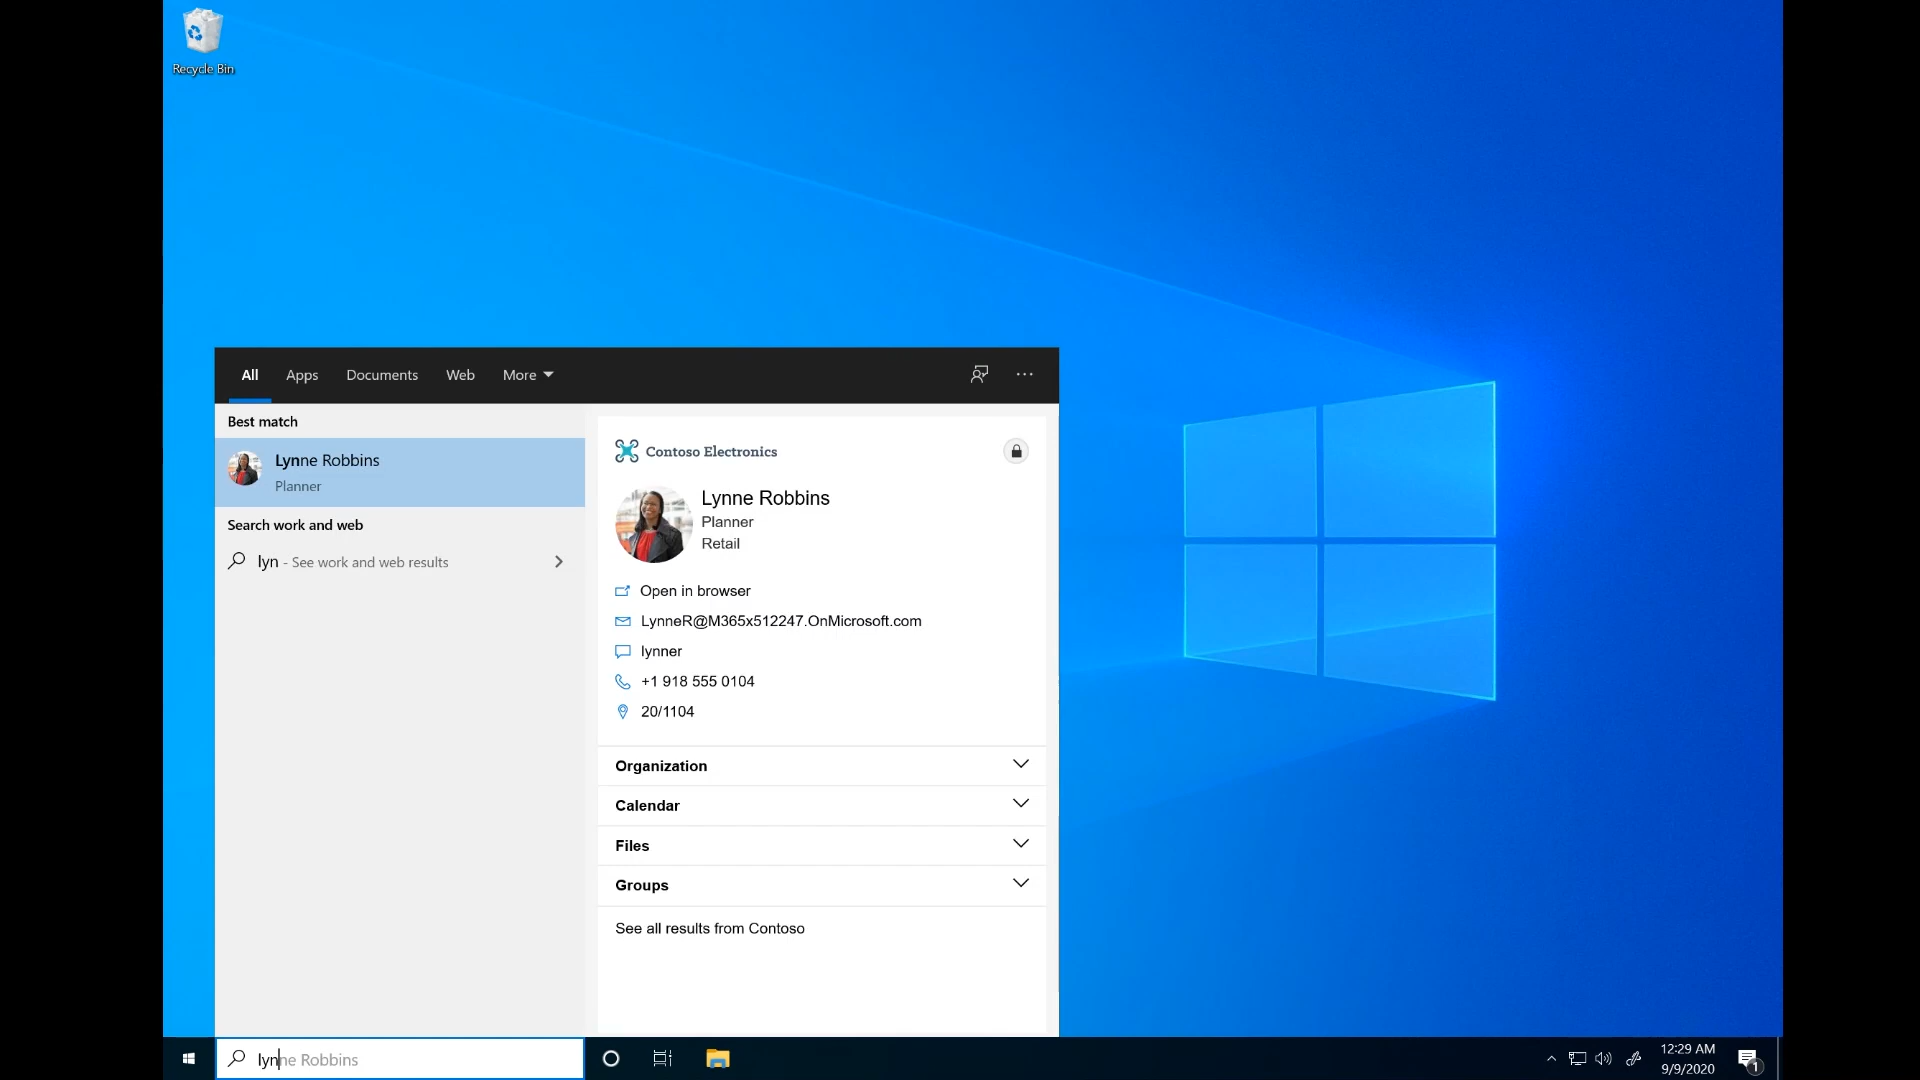 Recycle Bin
All Apps Documents Web More
Best match
Lynne Robbins
Planner
Search work and web
lyn - See work and web results
Contoso Electronics
Lynne Robbins
Planner
Retail
Open in browser
LynneR@M365x512247.OnMicrosoft.com
lynner
+1 918 555 0104
20/1104
Organization
Calendar
Files
Groups
See all results from Contoso
lynne Robbins
12:29 AM
9/9/2020
1